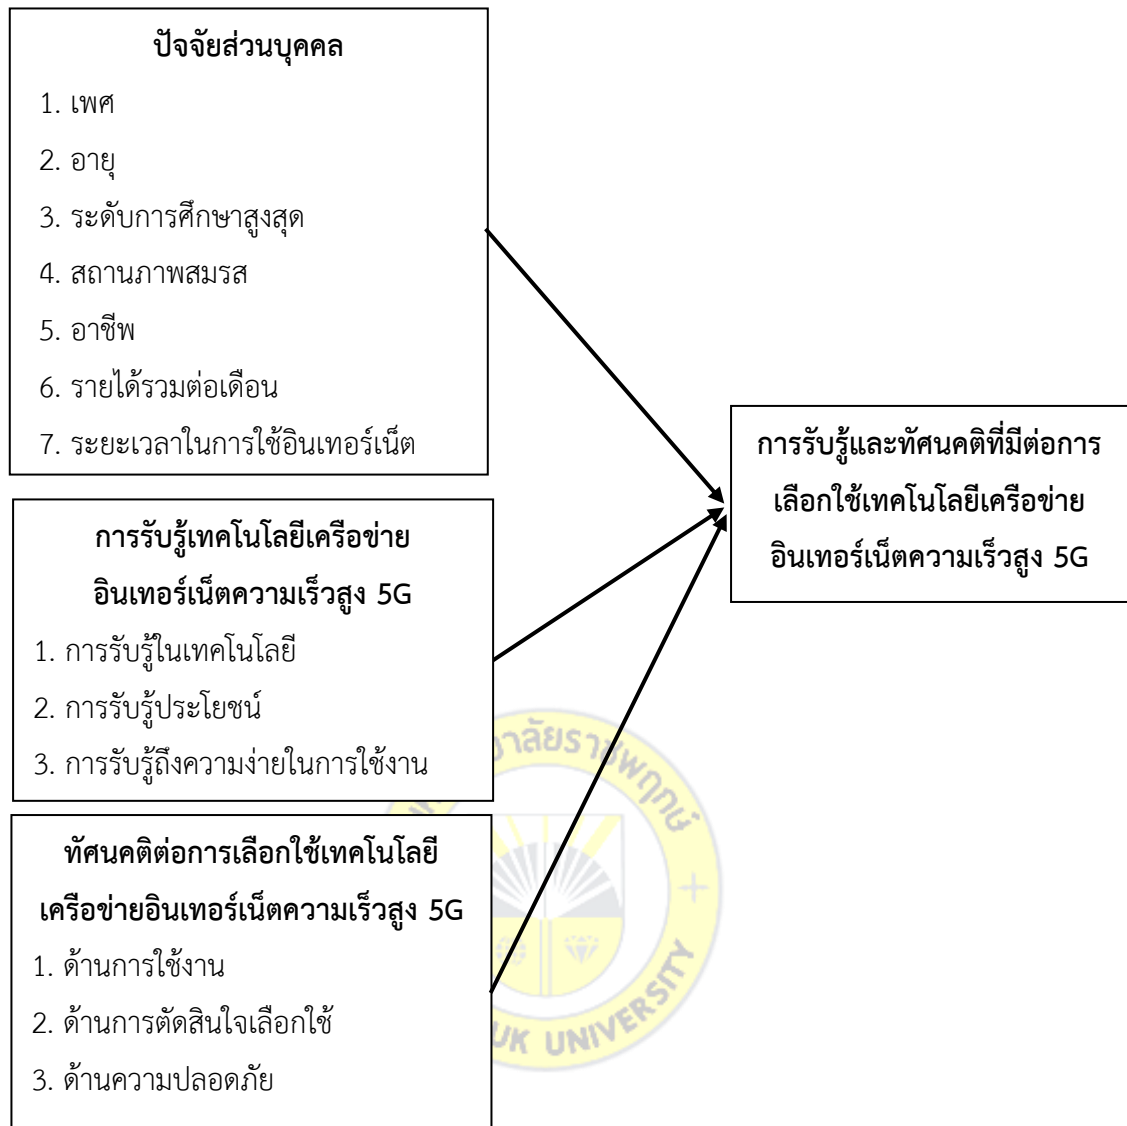 ปัจจัยส่วนบุคคล
1. เพศ
2. อายุ
3. ระดับการศึกษาสูงสุด
4. สถานภาพสมรส
5. อาชีพ
6. รายได้รวมต่อเดือน
7. ระยะเวลาในการใช้อินเทอร์เน็ต
การรับรู้เทคโนโลยีเครือข่าย
อินเทอร์เน็ตความเร็วสูง 5G
1. การรับรู้ในเทคโนโลยี
2. การรับรู้ประโยชน์
3. การรับรู้ถึงความง่ายในการใช้งาน
ทัศนคติต่อการเลือกใช้เทคโนโลยี
เครือข่ายอินเทอร์เน็ตความเร็วสูง 5G
1. ด้านการใช้งาน
2. ด้านการตัดสินใจเลือกใช้
3. ด้านความปลอดภัย
การรับรู้และทัศนคติที่มีต่อการ
เลือกใช้เทคโนโลยีเครือข่าย
อินเทอร์เน็ตความเร็วสูง 5G
UNIVERSITY